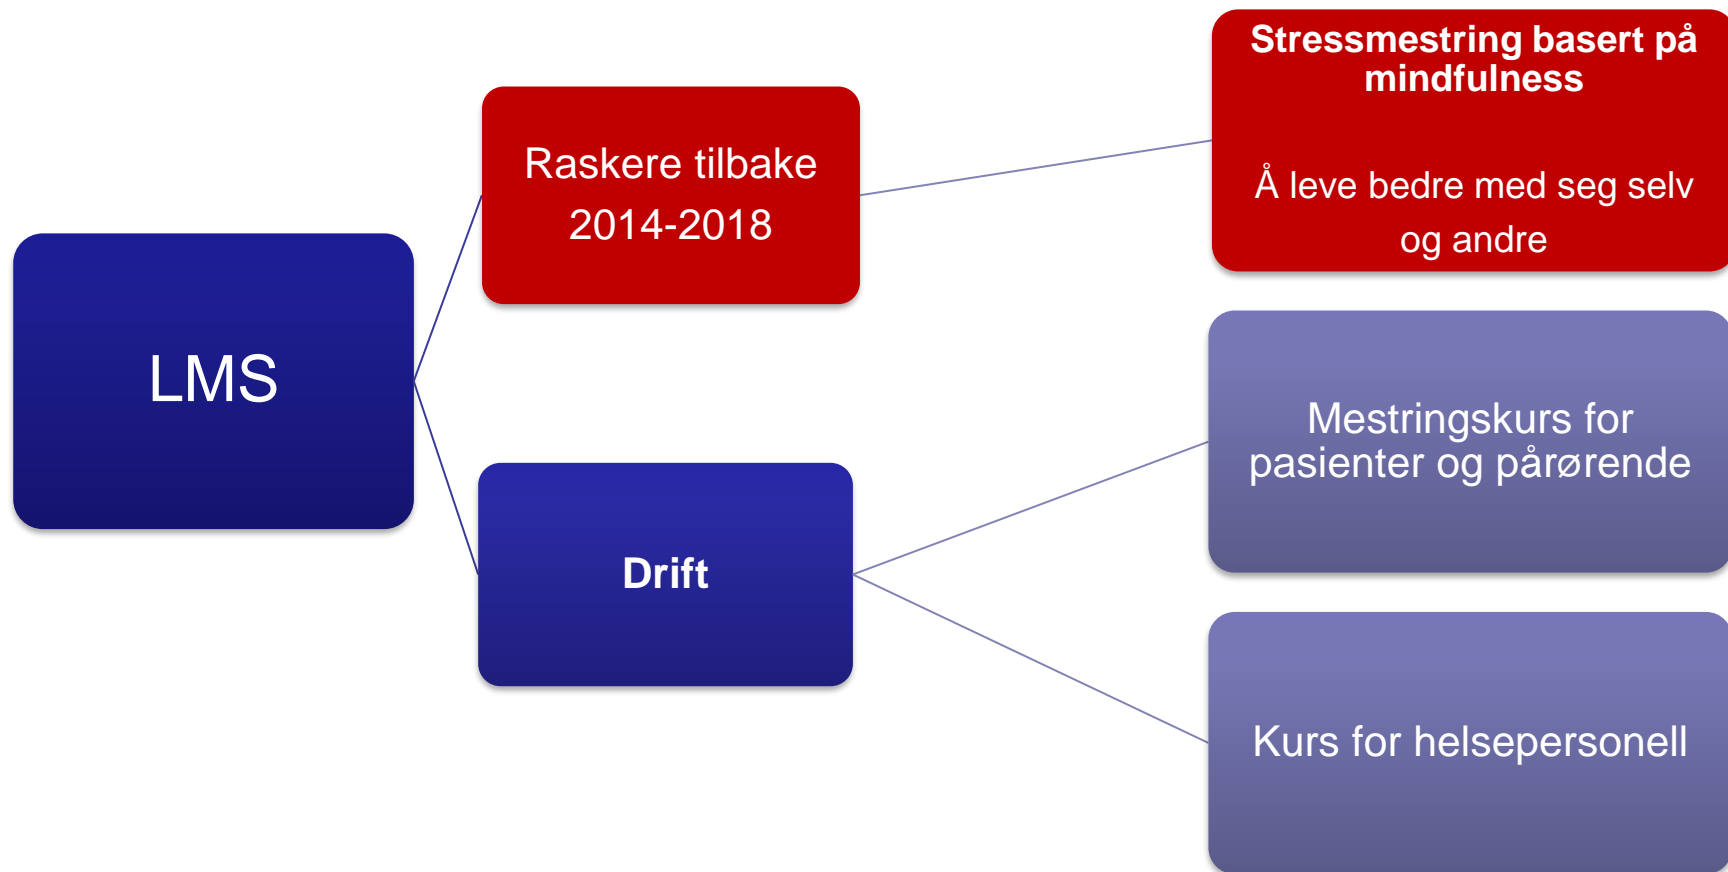 LMS
Raskere tilbake
2014-2018
Drift
Stressmestring basert på
mindfulness
Å leve bedre med seg selv
og andre
Mestringskurs for
pasienter og pårørende
Kurs for helsepersonell